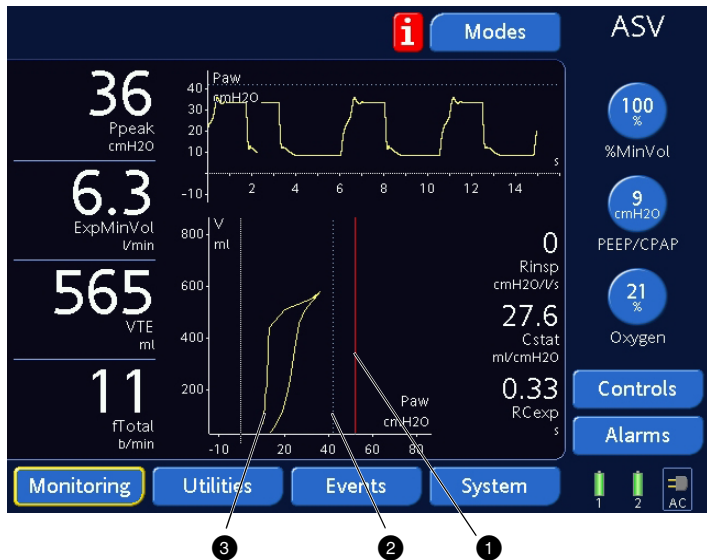 i
Modes
ASV
36
Ppeak
cmH2O
6.3
ExpMinVol
l/min
565
VTE
ml
11
fTotal
b/min
Paw
cmH2O
40
30
20
10
-10
2 4 6 8 10 12 14
s
V
ml
800
600
400
200
-10 20 40 60 80
Paw
cmH2O
0
Rinsp
cmH2O/l/s
27.6
Cstat
ml/cmH2O
0.33
RCexp
s
100
%
%MinVol
9
cmH2O
PEEP/CPAP
21
%
Oxygen
Controls
Alarms
Monitoring
Utilities
Events
System
1 2 AC
3 2 1